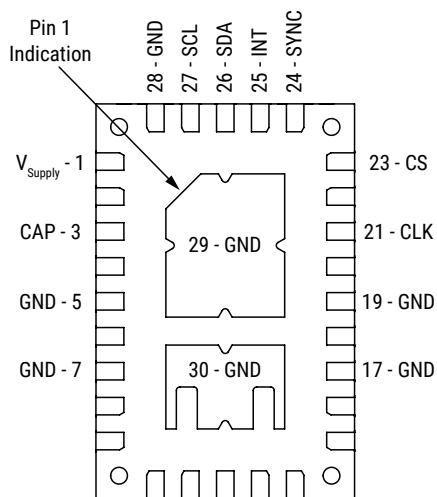 Pin 1
Indication
28 - GND
27 - SCL
26 - SDA
25 - INT
24 - SYNC
VSupply - 1
23 - CS
CAP - 3
29 - GND
21 - CLK
GND - 5
19 - GND
GND - 7
30 - GND
17 - GND